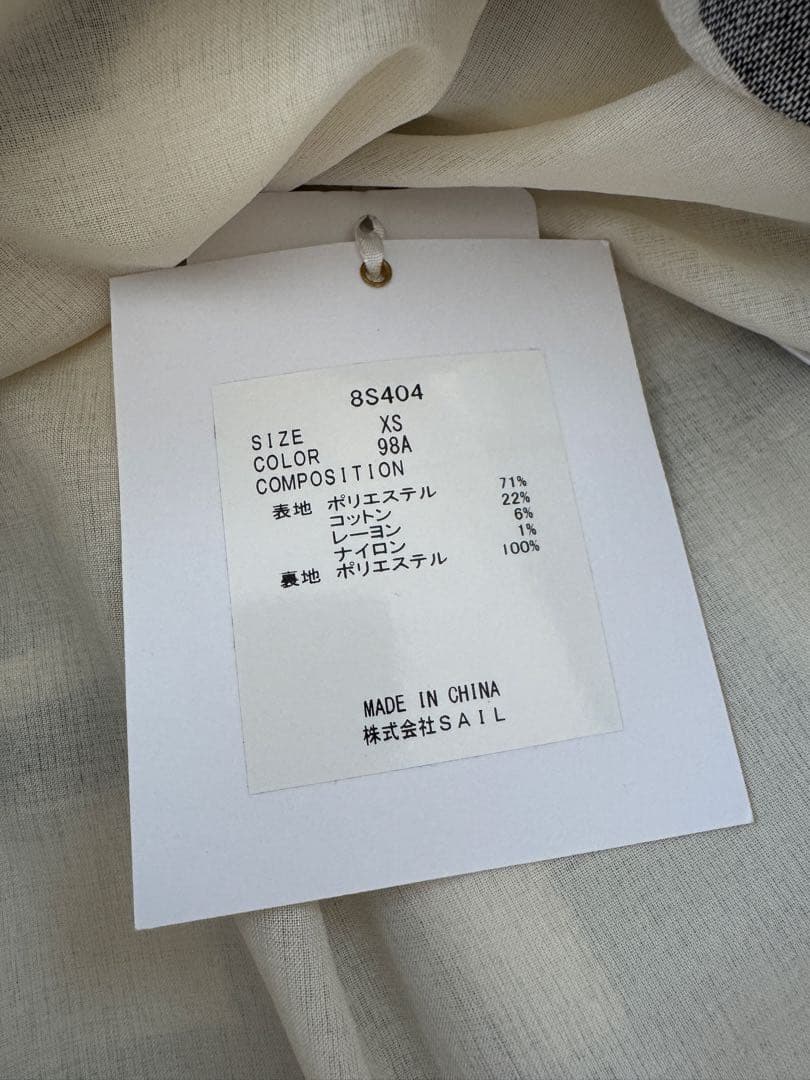 8S404
SIZE XS
COLOR 98A
COMPOSITION
表地 ポリエステル 71%
コットン 22%
レーヨン 6%
ナイロン 1%
裏地 ポリエステル 100%
MADE IN CHINA
株式会社SAIL